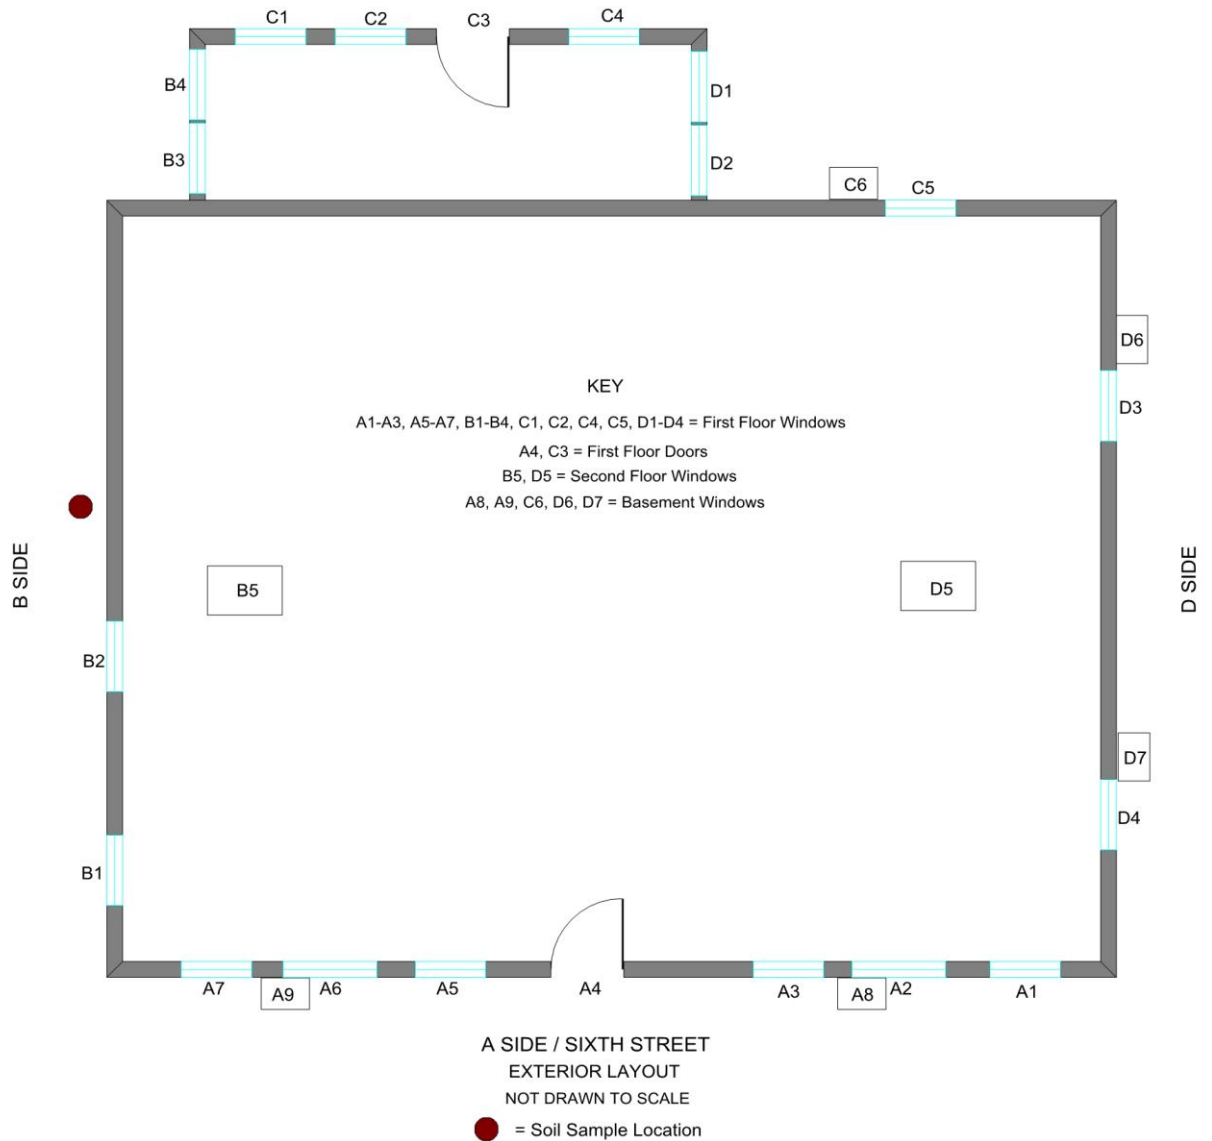 C1
C2
C3
C4
B4
D1
B3
D2
C6
C5
D6
D3
KEY
A1-A3, A5-A7, B1-B4, C1, C2, C4, C5, D1-D4 = First Floor Windows
A4, C3 = First Floor Doors
B5, D5 = Second Floor Windows
A8, A9, C6, D6, D7 = Basement Windows
B SIDE
D SIDE
B5
D5
B2
D7
D4
B1
A7
A9
A6
A5
A4
A3
A8
A2
A1
A SIDE / SIXTH STREET
EXTERIOR LAYOUT
NOT DRAWN TO SCALE
= Soil Sample Location